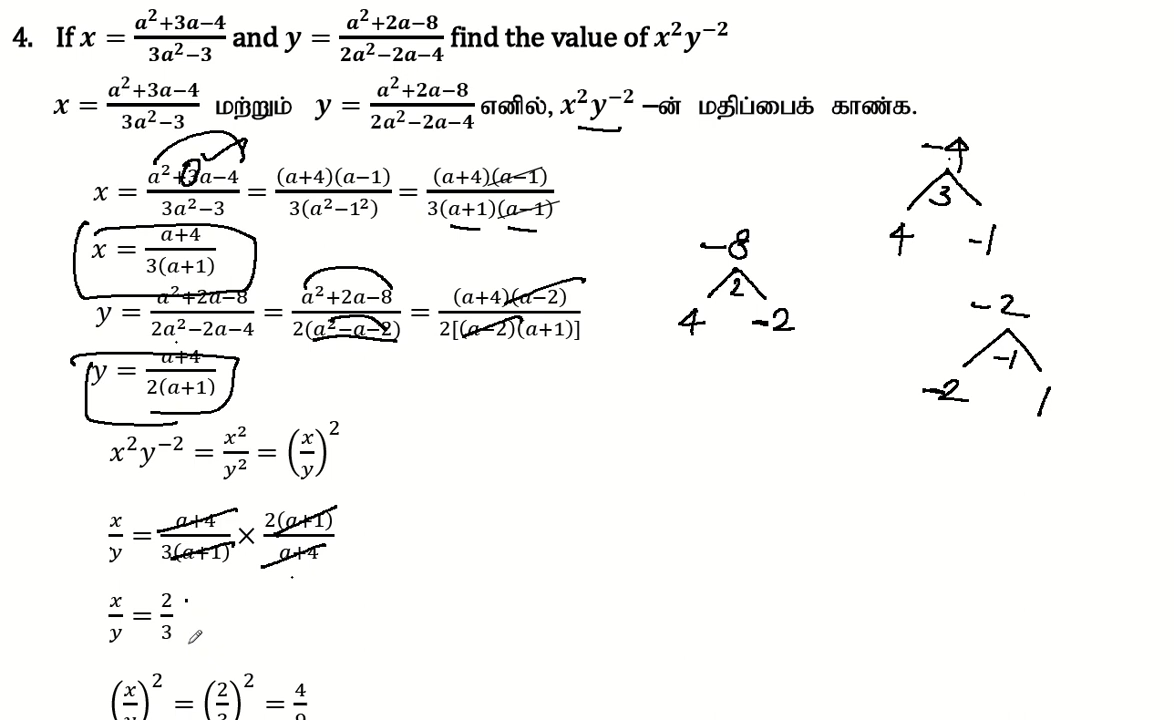 4. If x = (a²+3a−4)/(3a²−3) and y = (a²+2a−8)/(2a²−2a−4) find the value of x²y⁻²
x = (a²+3a−4)/(3a²−3) மற்றும் y = (a²+2a−8)/(2a²−2a−4) எனில், x²y⁻² −ன் மதிப்பைக் காண்க.
x = (a²+3a−4)/(3a²−3) = (a+4)(a−1)/3(a²−1²) = (a+4)(a−1)/3(a+1)(a−1)
x = (a+4)/3(a+1)
y = (a²+2a−8)/(2a²−2a−4) = (a²+2a−8)/2(a²−a−2) = (a+4)(a−2)/2[(a−2)(a+1)]
y = (a+4)/2(a+1)
x²y⁻² = x²/y² = (x/y)²
x/y = (a+4)/3(a+1) × 2(a+1)/(a+4)
x/y = 2/3
(x/y)² = (2/3)² = 4/9
−4
3
4 −1
−8
2
4 −2
−2
−1
−2 1